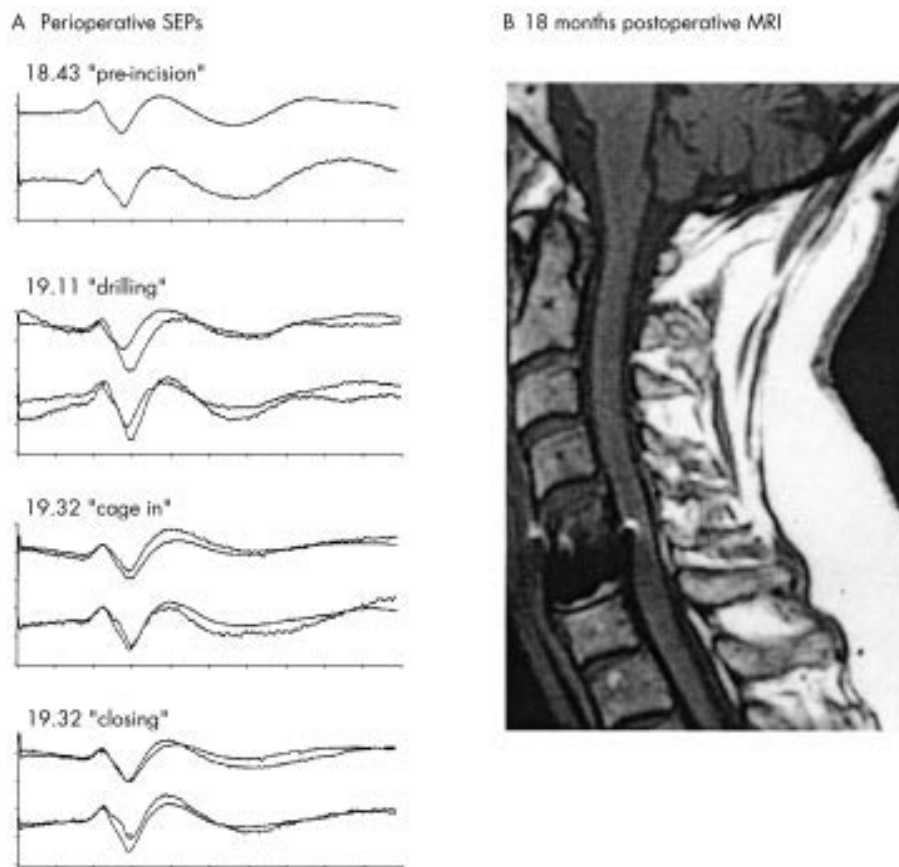 A Perioperative SEPs
B 18 months postoperative MRI
18.43 "pre-incision"
19.11 "drilling"
19.32 "cage in"
19.32 "closing"